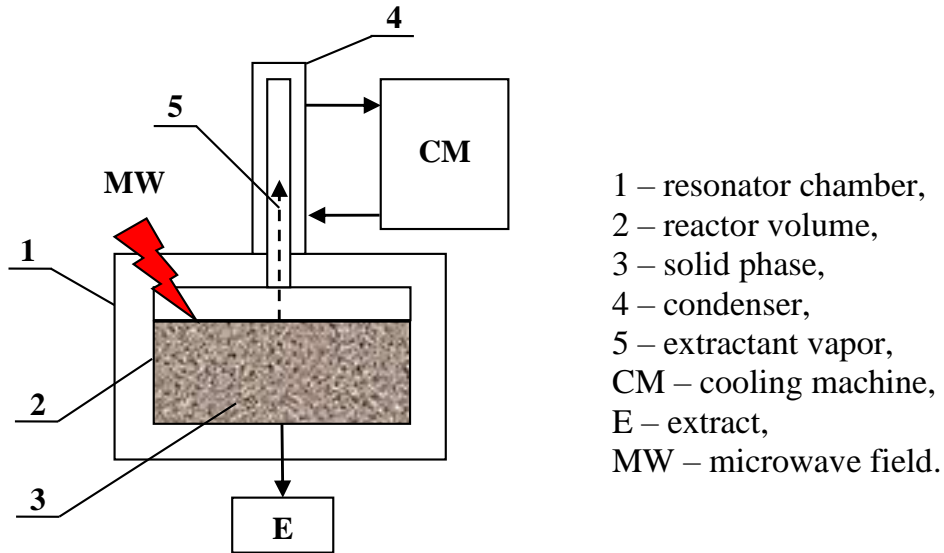 4
5
CM
MW
1
2
3
E
1 – resonator chamber,
2 – reactor volume,
3 – solid phase,
4 – condenser,
5 – extractant vapor,
CM – cooling machine,
E – extract,
MW – microwave field.